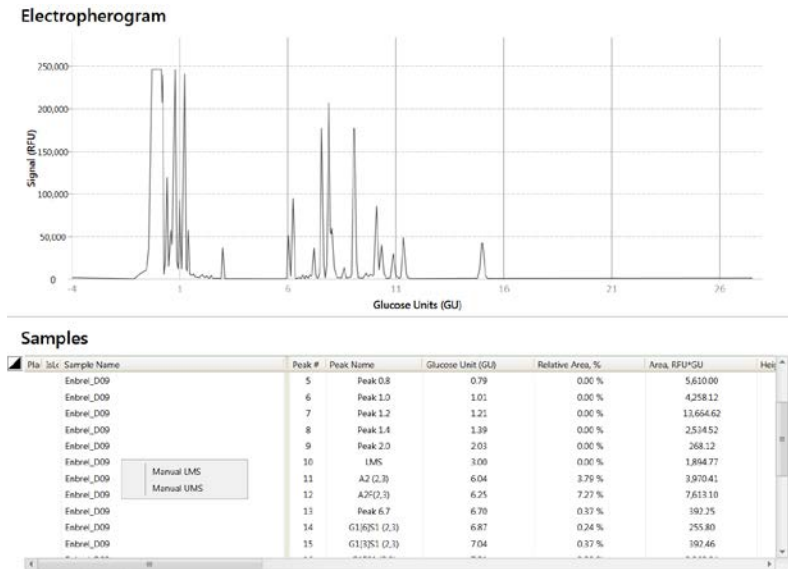 Electropherogram
250,000
200,000
150,000
100,000
50,000
0
Signal (RFU)
-4 1 6 11 16 21 26
Glucose Units (GU)
Samples
Pla Sample Name Peak # Peak Name Glucose Unit (GU) Relative Area, % Area, RFU*GU Hei
Enbrel_D09 5 Peak 0.8 0.79 0.00 % 5,610.00
Enbrel_D09 6 Peak 1.0 1.01 0.00 % 4,258.12
Enbrel_D09 7 Peak 1.2 1.21 0.00 % 13,664.62
Enbrel_D09 8 Peak 1.4 1.39 0.00 % 2,534.52
Enbrel_D09 9 Peak 2.0 2.03 0.00 % 268.12
Enbrel_D09 10 LMS 3.00 0.00 % 1,894.77
Enbrel_D09 11 A2 (2,3) 6.04 3.79 % 3,970.41
Enbrel_D09 12 A2F(2,3) 6.25 7.27 % 7,613.10
Enbrel_D09 13 Peak 6.7 6.70 0.37 % 392.25
Enbrel_D09 14 G1[6]S1 (2,3) 6.87 0.24 % 255.80
Enbrel_D09 15 G1[3]S1 (2,3) 7.04 0.37 % 392.46
Manual LMS
Manual UMS